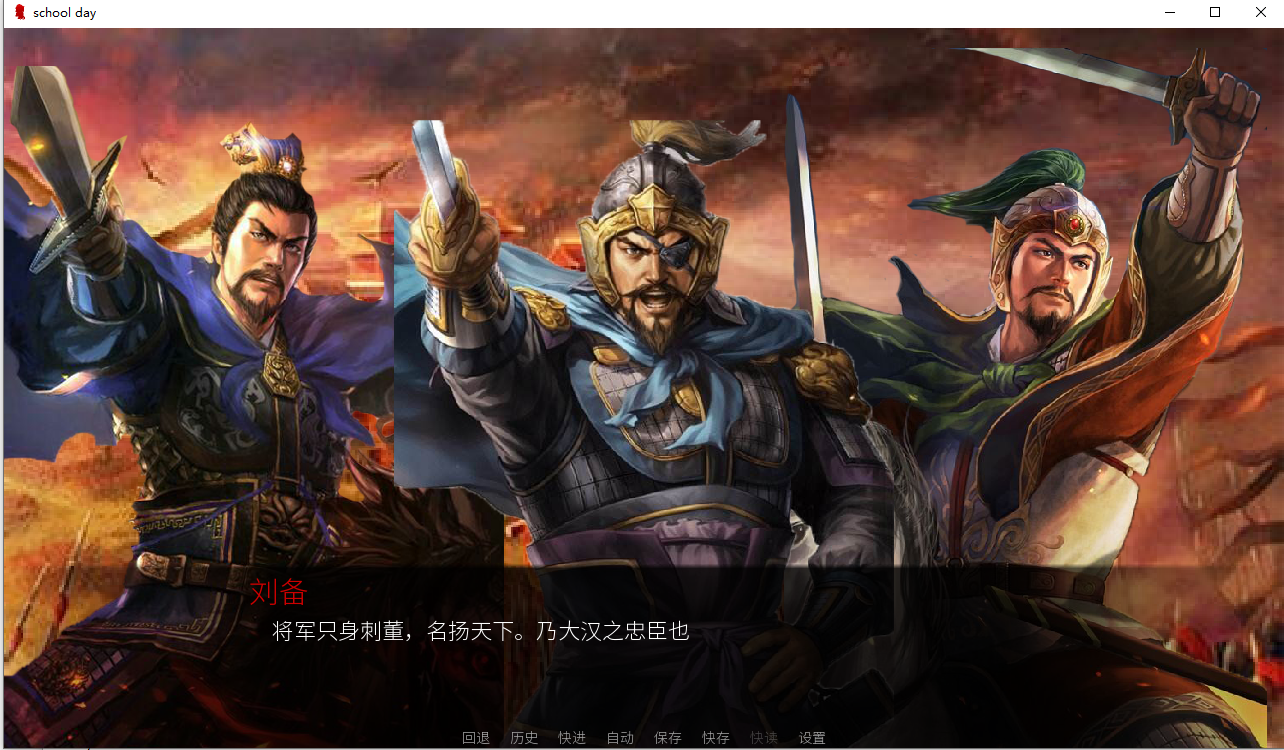 school day
刘备
将军只身刺董，名扬天下。乃大汉之忠臣也
回退 历史 快进 自动 保存 快存 快读 设置